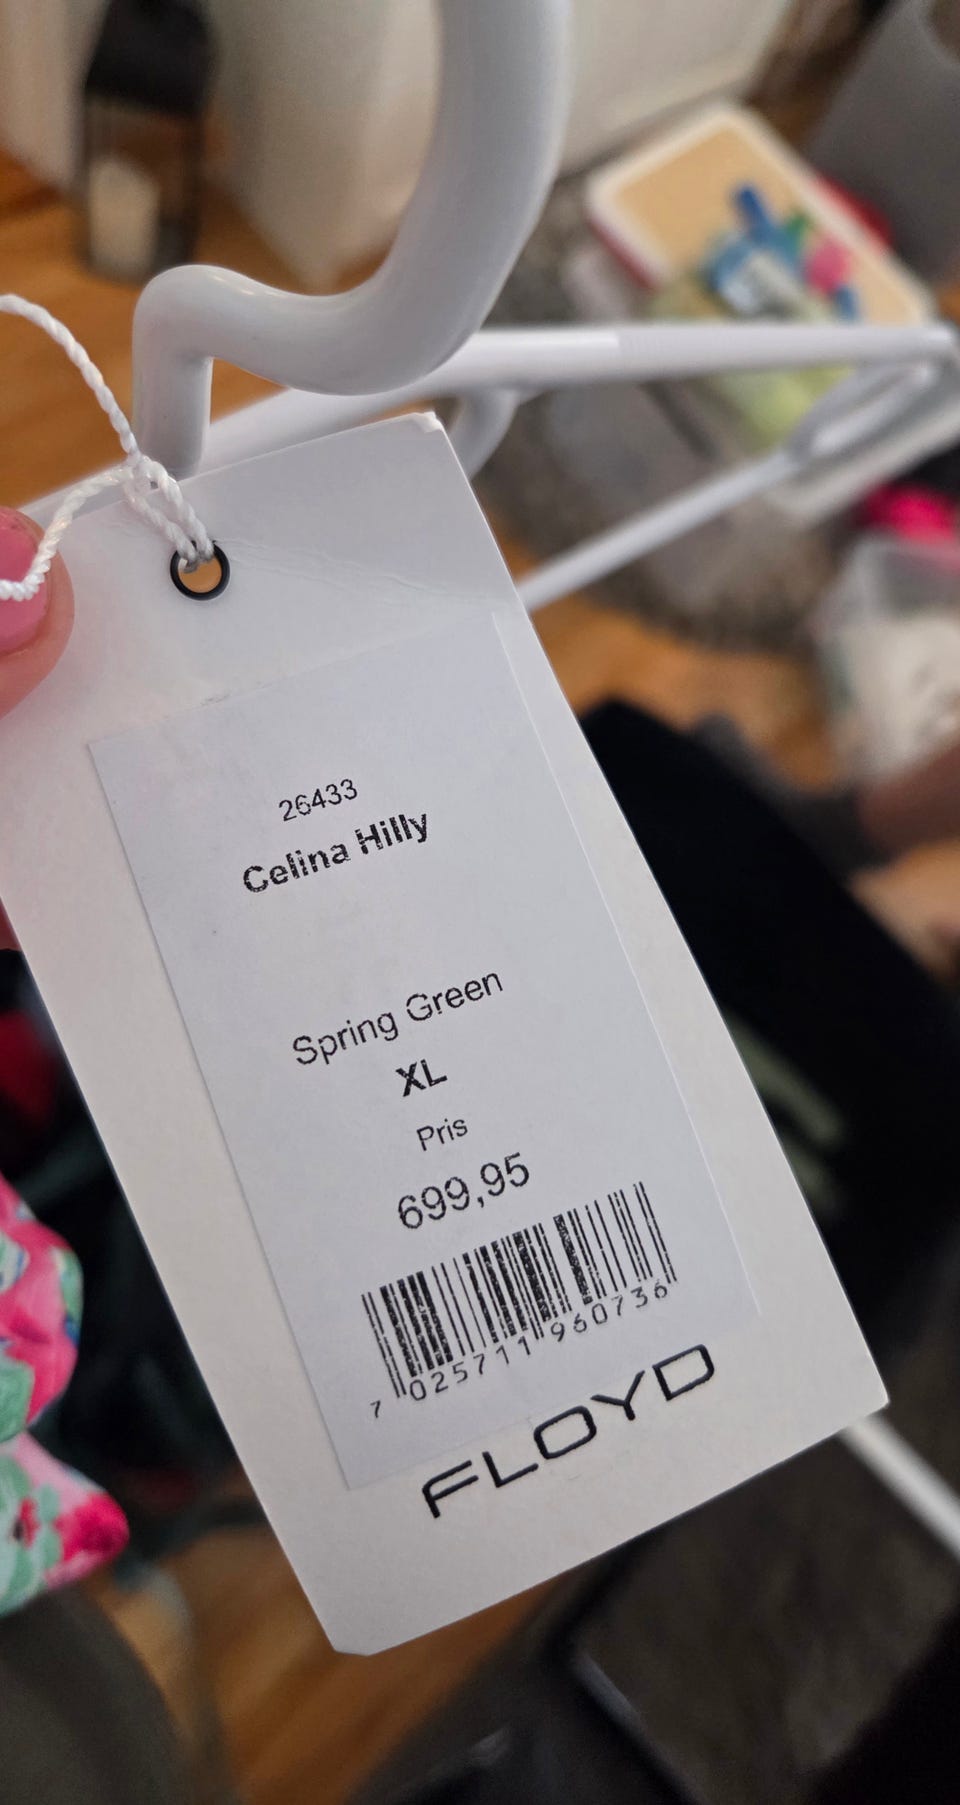 26433
Celina Hilly
Spring Green
XL
Pris
699,95
7 025711 960736
FLOYD